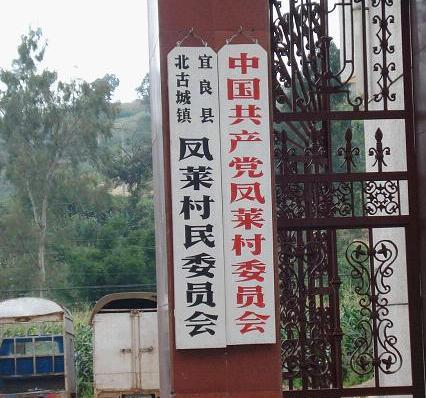 中国共产党凤莱村委员会
宜良县
北古城镇
凤莱村民委员会